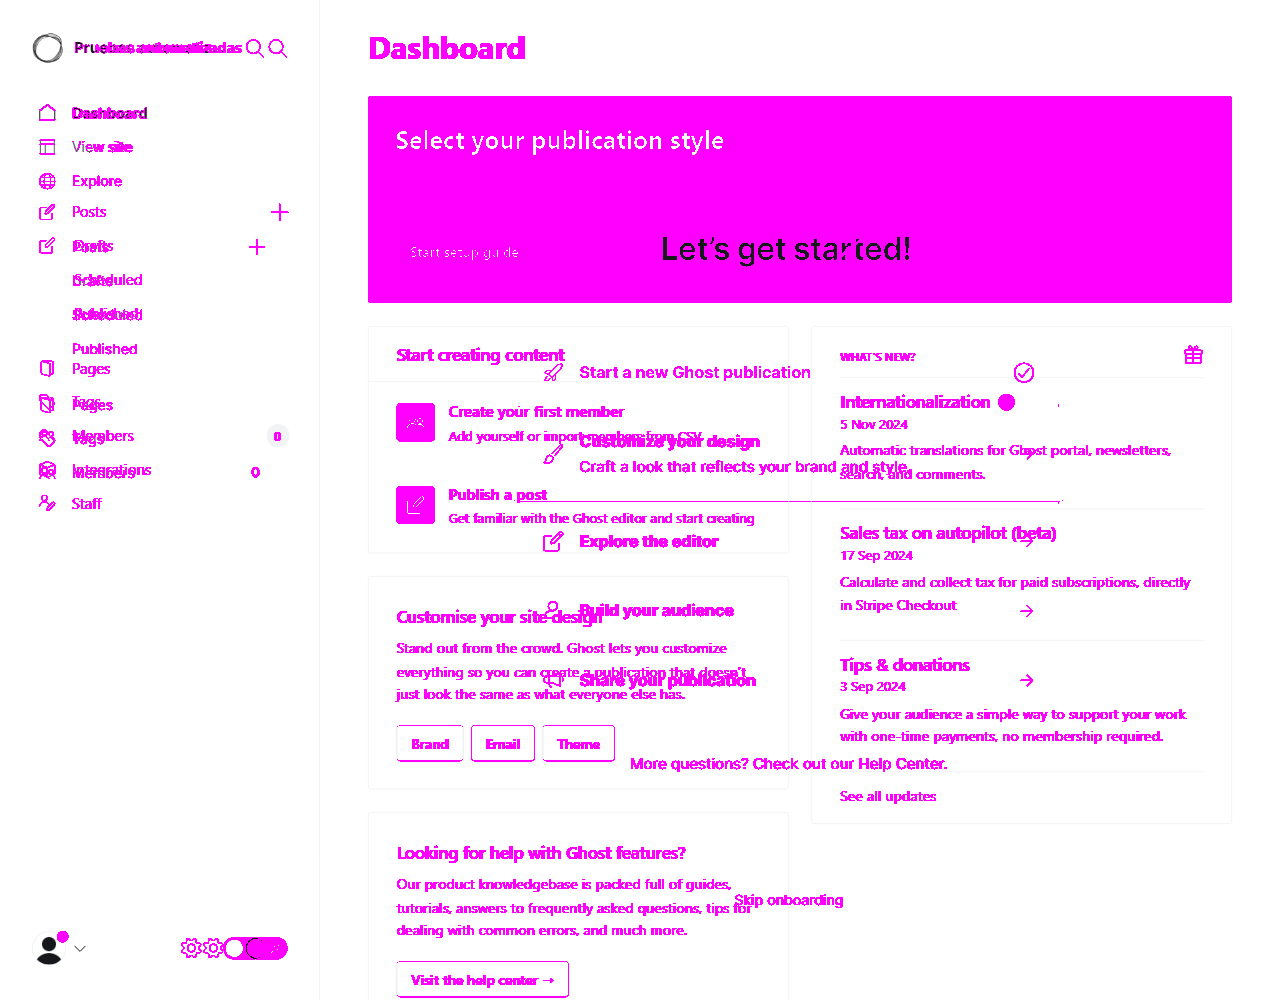 Pruebas automatizadas
Dashboard
View site
Explore
Posts
Drafts
Scheduled
Published
Pages
Tags
Members
0
Integrations
0
Staff
Dashboard
Select your publication style
Let's get started!
Start setup guide
Start creating content
Start a new Ghost publication
Create your first member
Add yourself or import members from CSV
Customize your design
Craft a look that reflects your brand and style.
Publish a post
Get familiar with the Ghost editor and start creating
Explore the editor
Build your audience
Customise your site design
Stand out from the crowd. Ghost lets you customize
everything so you can create a publication that doesn't
just look the same as what everyone else has.
Share your publication
Brand
Email
Theme
More questions? Check out our Help Center.
Looking for help with Ghost features?
Our product knowledgebase is packed full of guides,
tutorials, answers to frequently asked questions, tips for
dealing with common errors, and much more.
Skip onboarding
Visit the help center →
WHAT'S NEW?
Internationalization
5 Nov 2024
Automatic translations for Ghost portal, newsletters,
search, and comments.
Sales tax on autopilot (beta)
17 Sep 2024
Calculate and collect tax for paid subscriptions, directly
in Stripe Checkout
Tips & donations
3 Sep 2024
Give your audience a simple way to support your work
with one-time payments, no membership required.
See all updates